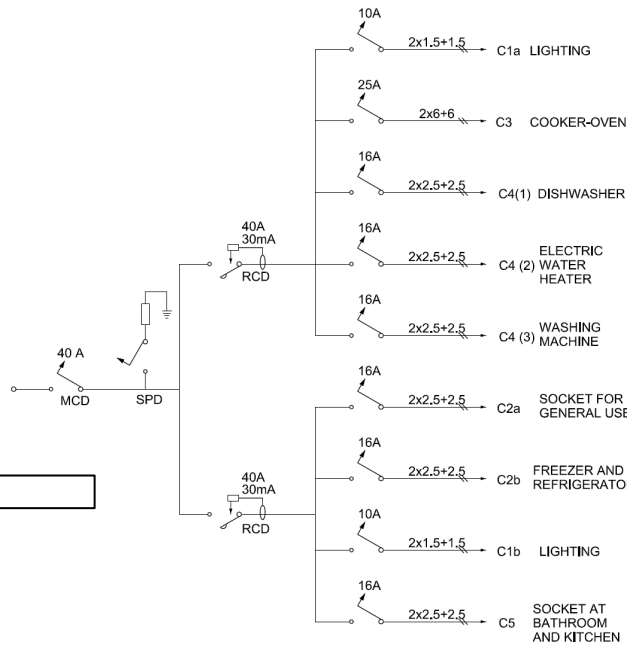 10A
2x1.5+1.5
C1a LIGHTING
25A
2x6+6
C3 COOKER-OVEN
16A
2x2.5+2.5
C4(1) DISHWASHER
40A
30mA
RCD
16A
2x2.5+2.5
C4 (2)
ELECTRIC
WATER
HEATER
16A
2x2.5+2.5
C4 (3)
WASHING
MACHINE
40 A
MCD
SPD
16A
2x2.5+2.5
C2a
SOCKET FOR
GENERAL USE
40A
30mA
RCD
16A
2x2.5+2.5
C2b
FREEZER AND
REFRIGERATO
10A
2x1.5+1.5
C1b LIGHTING
16A
2x2.5+2.5
C5
SOCKET AT
BATHROOM
AND KITCHEN